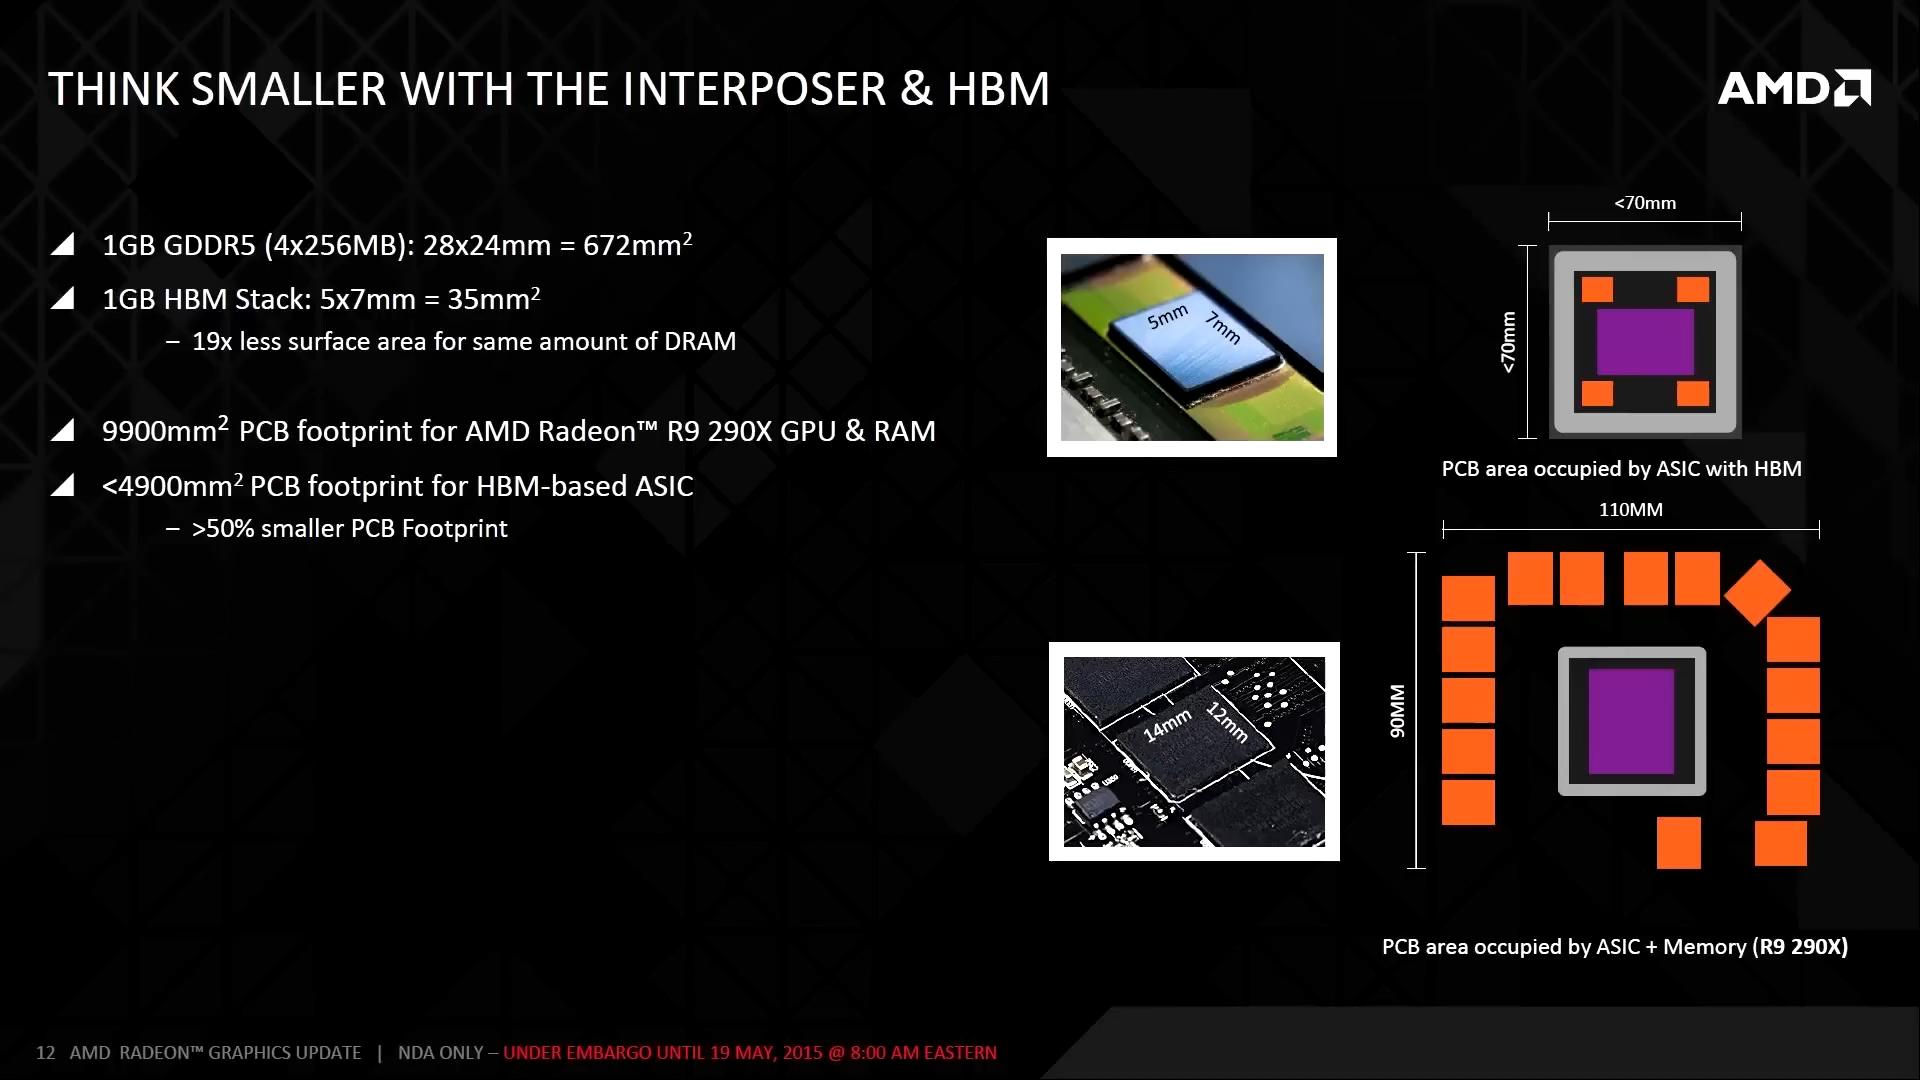 THINK SMALLER WITH THE INTERPOSER & HBM
AMD
1GB GDDR5 (4x256MB): 28x24mm = 672mm²
1GB HBM Stack: 5x7mm = 35mm²
– 19x less surface area for same amount of DRAM
9900mm² PCB footprint for AMD Radeon™ R9 290X GPU & RAM
<4900mm² PCB footprint for HBM-based ASIC
– >50% smaller PCB Footprint
5mm 7mm
<70mm
<70mm
PCB area occupied by ASIC with HBM
110MM
90MM
14mm 12mm
PCB area occupied by ASIC + Memory (R9 290X)
12 AMD RADEON™ GRAPHICS UPDATE | NDA ONLY – UNDER EMBARGO UNTIL 19 MAY, 2015 @ 8:00 AM EASTERN